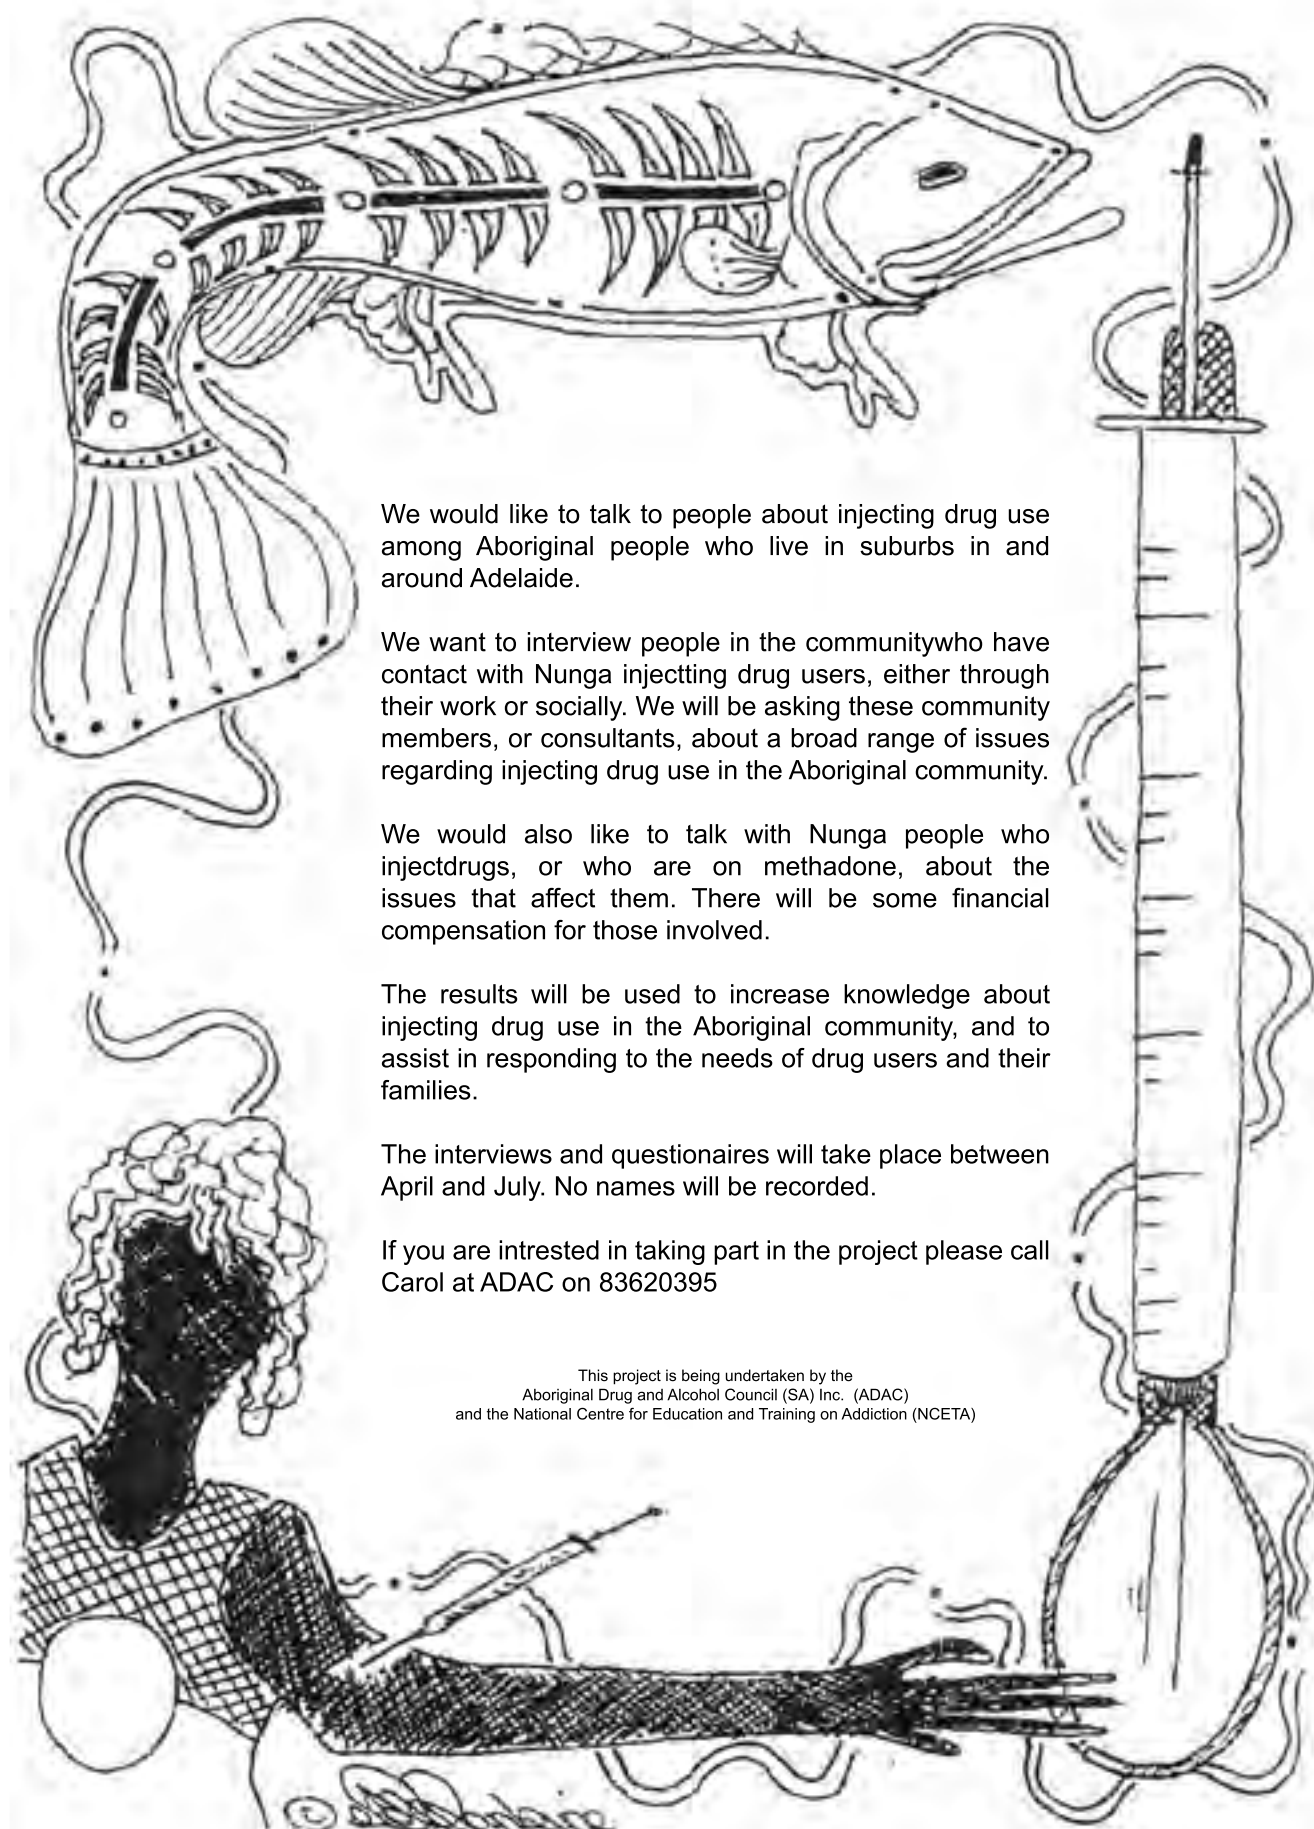 We would like to talk to people about injecting drug use
among Aboriginal people who live in suburbs in and
around Adelaide.
We want to interview people in the communitywho have
contact with Nunga injectting drug users, either through
their work or socially. We will be asking these community
members, or consultants, about a broad range of issues
regarding injecting drug use in the Aboriginal community.
We would also like to talk with Nunga people who
injectdrugs, or who are on methadone, about the
issues that affect them. There will be some financial
compensation for those involved.
The results will be used to increase knowledge about
injecting drug use in the Aboriginal community, and to
assist in responding to the needs of drug users and their
families.
The interviews and questionaires will take place between
April and July. No names will be recorded.
If you are intrested in taking part in the project please call
Carol at ADAC on 83620395
This project is being undertaken by the
Aboriginal Drug and Alcohol Council (SA) Inc. (ADAC)
and the National Centre for Education and Training on Addiction (NCETA)
©